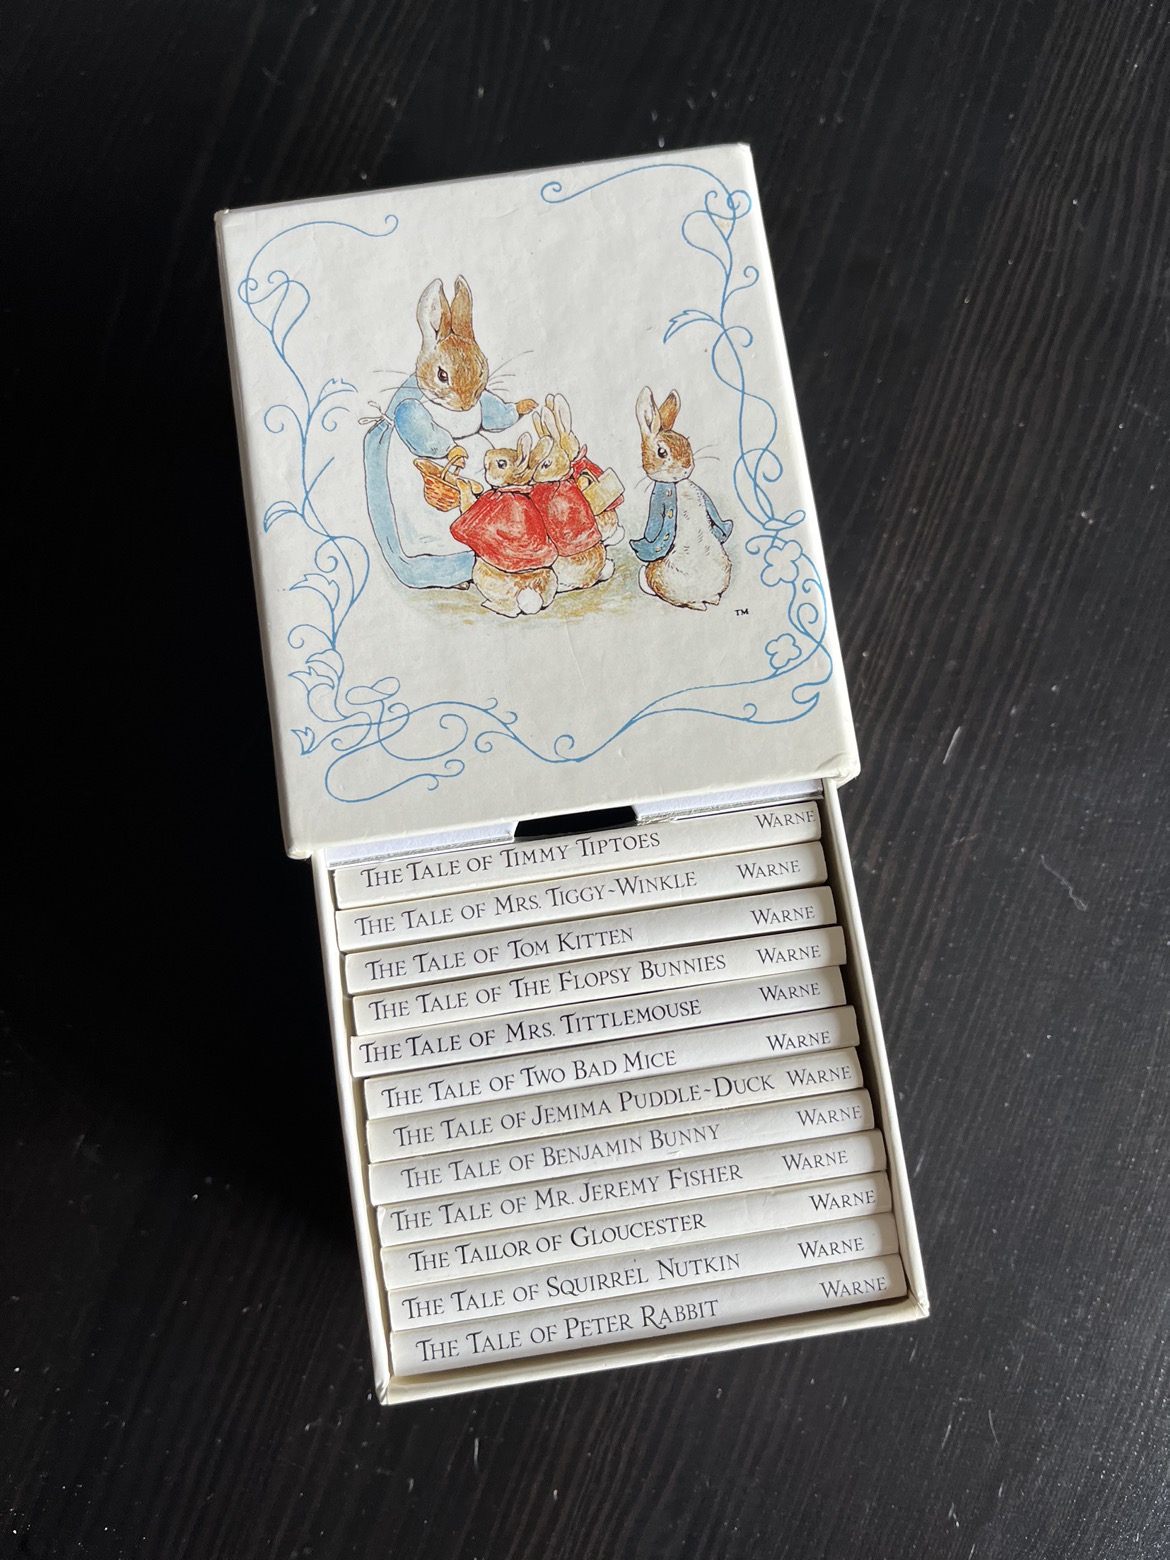 TM
THE TALE OF TIMMY TIPTOES WARNE
THE TALE OF MRS. TIGGY-WINKLE WARNE
THE TALE OF TOM KITTEN WARNE
THE TALE OF THE FLOPSY BUNNIES WARNE
THE TALE OF MRS. TITTLEMOUSE WARNE
THE TALE OF TWO BAD MICE WARNE
THE TALE OF JEMIMA PUDDLE-DUCK WARNE
THE TALE OF BENJAMIN BUNNY WARNE
THE TALE OF MR. JEREMY FISHER WARNE
THE TAILOR OF GLOUCESTER WARNE
THE TALE OF SQUIRREL NUTKIN WARNE
THE TALE OF PETER RABBIT WARNE